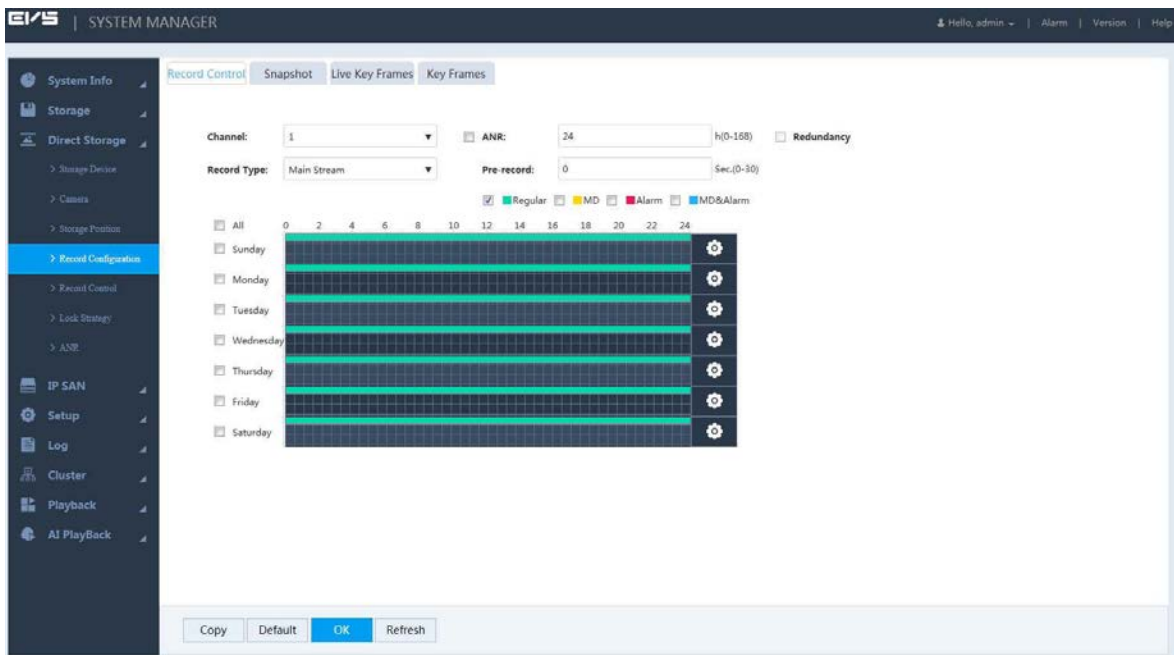 EIVS | SYSTEM MANAGER
Hello, admin | Alarm | Version | Help
System Info
Storage
Direct Storage
> Storage Device
> Camera
> Storage Position
> Record Configuration
> Record Control
> Lock Strategy
> ANR
IP SAN
Setup
Log
Cluster
Playback
AI PlayBack
Record Control Snapshot Live Key Frames Key Frames
Channel: 1 ANR: 24 h(0-168) Redundancy
Record Type: Main Stream Pre-record: 0 Sec.(0-30)
Regular MD Alarm MD&Alarm
All 0 2 4 6 8 10 12 14 16 18 20 22 24
Sunday
Monday
Tuesday
Wednesday
Thursday
Friday
Saturday
Copy Default OK Refresh